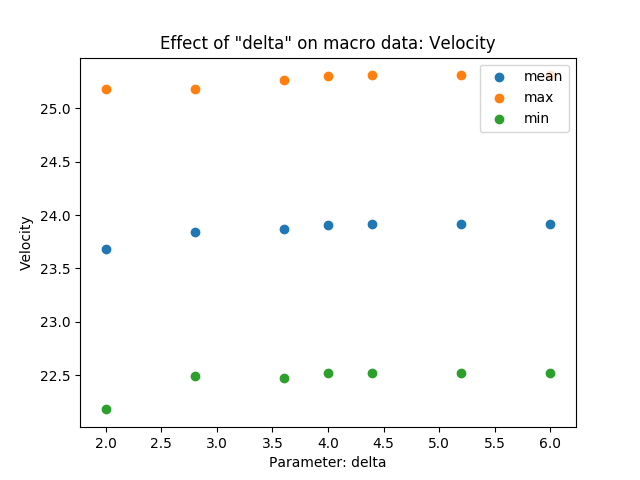 Effect of "delta" on macro data: Velocity
mean
max
min
25.0
24.5
24.0
23.5
23.0
22.5
Velocity
2.0 2.5 3.0 3.5 4.0 4.5 5.0 5.5 6.0
Parameter: delta